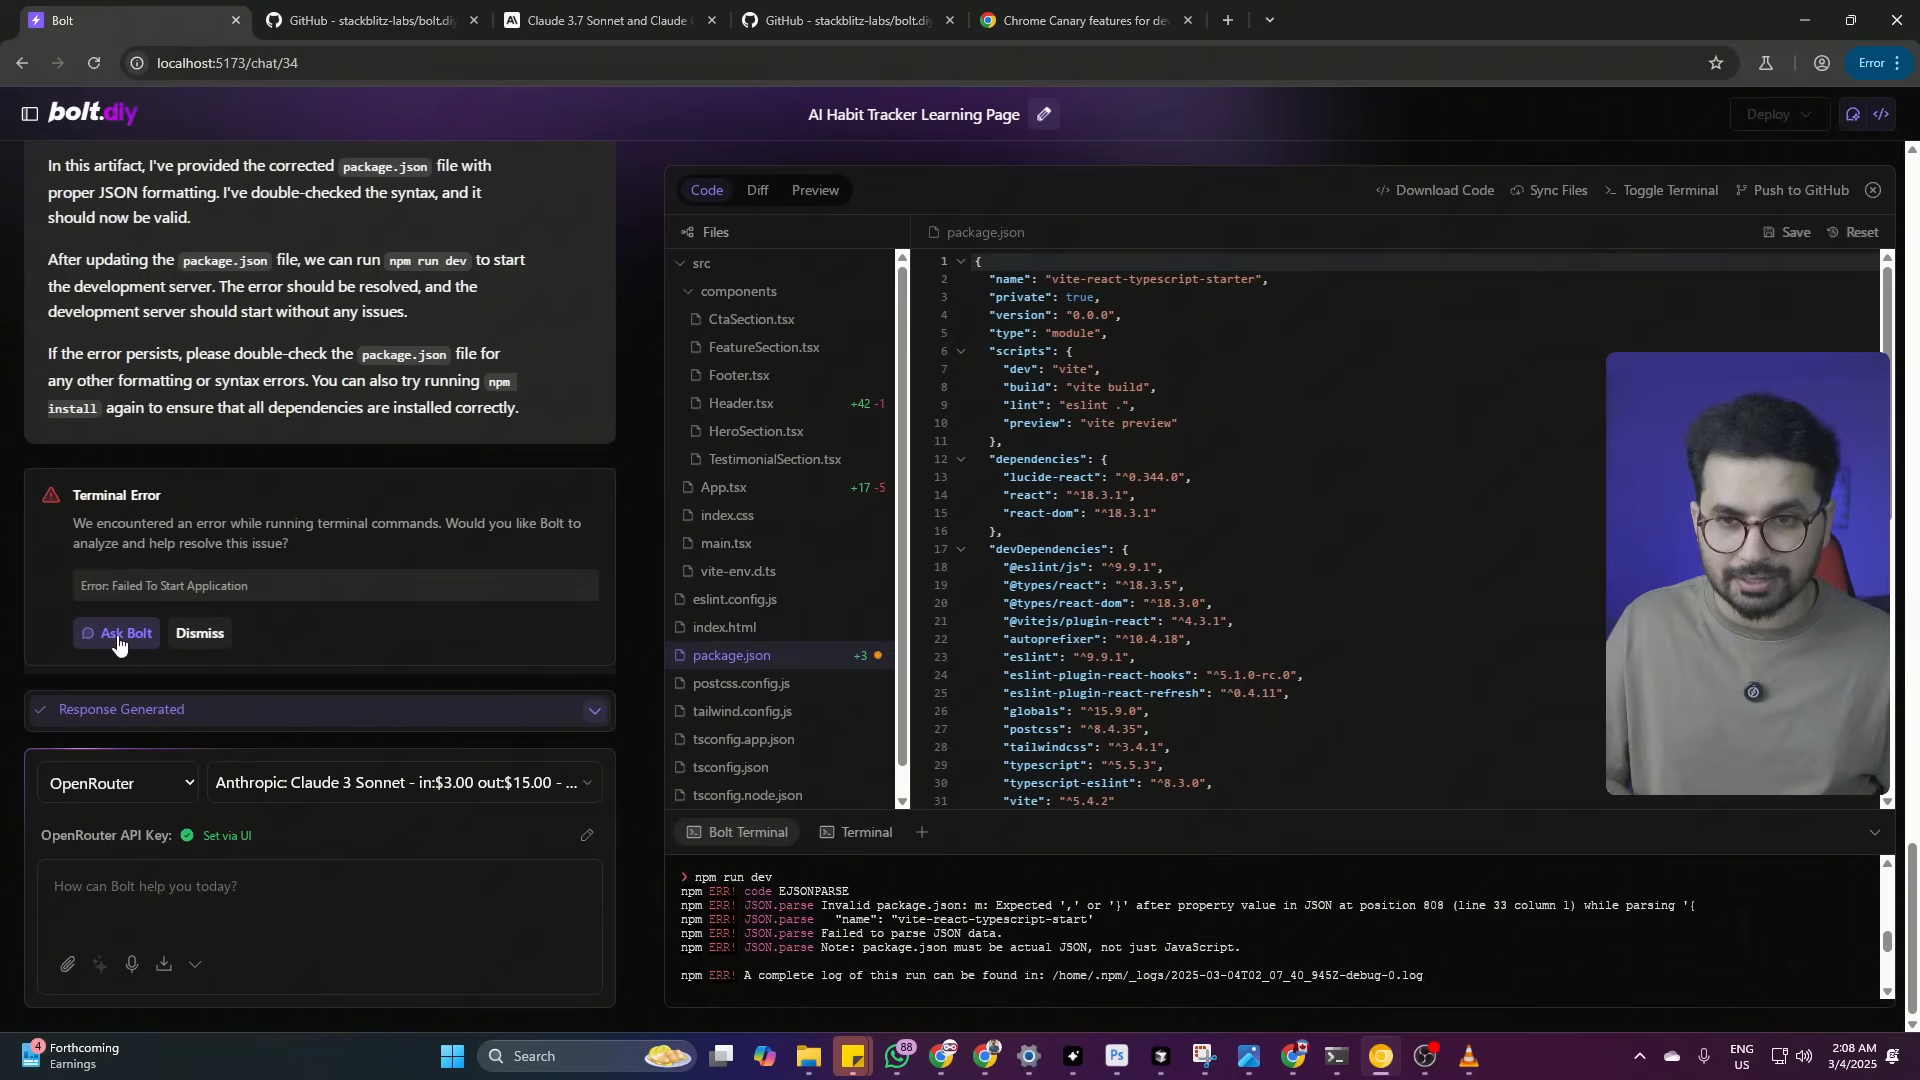 Bolt
GitHub - stackblitz-labs/bolt.diy
Claude 3.7 Sonnet and Claude
GitHub - stackblitz-labs/bolt.diy
Chrome Canary features for dev
localhost:5173/chat/34
Error
bolt.diy
AI Habit Tracker Learning Page
Deploy
In this artifact, I've provided the corrected package.json file with
proper JSON formatting. I've double-checked the syntax, and it
should now be valid.
After updating the package.json file, we can run npm run dev to start
the development server. The error should be resolved, and the
development server should start without any issues.
If the error persists, please double-check the package.json file for
any other formatting or syntax errors. You can also try running npm
install again to ensure that all dependencies are installed correctly.
Terminal Error
We encountered an error while running terminal commands. Would you like Bolt to
analyze and help resolve this issue?
Error: Failed To Start Application
Ask Bolt
Dismiss
Response Generated
OpenRouter
Anthropic: Claude 3 Sonnet - in:$3.00 out:$15.00 - ...
OpenRouter API Key: Set via UI
How can Bolt help you today?
Code Diff Preview
Download Code Sync Files Toggle Terminal Push to GitHub
Files
src
components
CtaSection.tsx
FeatureSection.tsx
Footer.tsx
Header.tsx +42 -1
HeroSection.tsx
TestimonialSection.tsx
App.tsx +17 -5
index.css
main.tsx
vite-env.d.ts
eslint.config.js
index.html
package.json +3
postcss.config.js
tailwind.config.js
tsconfig.app.json
tsconfig.json
tsconfig.node.json
package.json
Save Reset
1 {
2 "name": "vite-react-typescript-starter",
3 "private": true,
4 "version": "0.0.0",
5 "type": "module",
6 "scripts": {
7 "dev": "vite",
8 "build": "vite build",
9 "lint": "eslint .",
10 "preview": "vite preview"
11 },
12 "dependencies": {
13 "lucide-react": "^0.344.0",
14 "react": "^18.3.1",
15 "react-dom": "^18.3.1"
16 },
17 "devDependencies": {
18 "@eslint/js": "^9.9.1",
19 "@types/react": "^18.3.5",
20 "@types/react-dom": "^18.3.0",
21 "@vitejs/plugin-react": "^4.3.1",
22 "autoprefixer": "^10.4.18",
23 "eslint": "^9.9.1",
24 "eslint-plugin-react-hooks": "^5.1.0-rc.0",
25 "eslint-plugin-react-refresh": "^0.4.11",
26 "globals": "^15.9.0",
27 "postcss": "^8.4.35",
28 "tailwindcss": "^3.4.1",
29 "typescript": "^5.5.3",
30 "typescript-eslint": "^8.3.0",
31 "vite": "^5.4.2"
Bolt Terminal Terminal
❯ npm run dev
npm ERR! code EJSONPARSE
npm ERR! JSON.parse Invalid package.json: m: Expected ',' or '}' after property value in JSON at position 808 (line 33 column 1) while parsing '{
npm ERR! JSON.parse "name": "vite-react-typescript-start'
npm ERR! JSON.parse Failed to parse JSON data.
npm ERR! JSON.parse Note: package.json must be actual JSON, not just JavaScript.
npm ERR! A complete log of this run can be found in: /home/.npm/_logs/2025-03-04T02_07_40_945Z-debug-0.log
4
Forthcoming
Earnings
Search
88
Ps
ENG
US
2:08 AM
3/4/2025